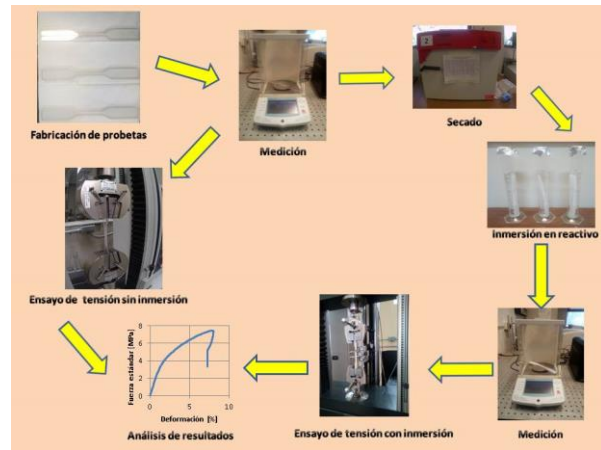 Fabricación de probetas
Medición
Secado
inmersión en reactivo
Ensayo de tensión sin inmersión
Fuerza estándar [MPa]
8
6
4
2
0
0
5
10
Deformación [%]
Análisis de resultados
Ensayo de tensión con inmersión
Medición